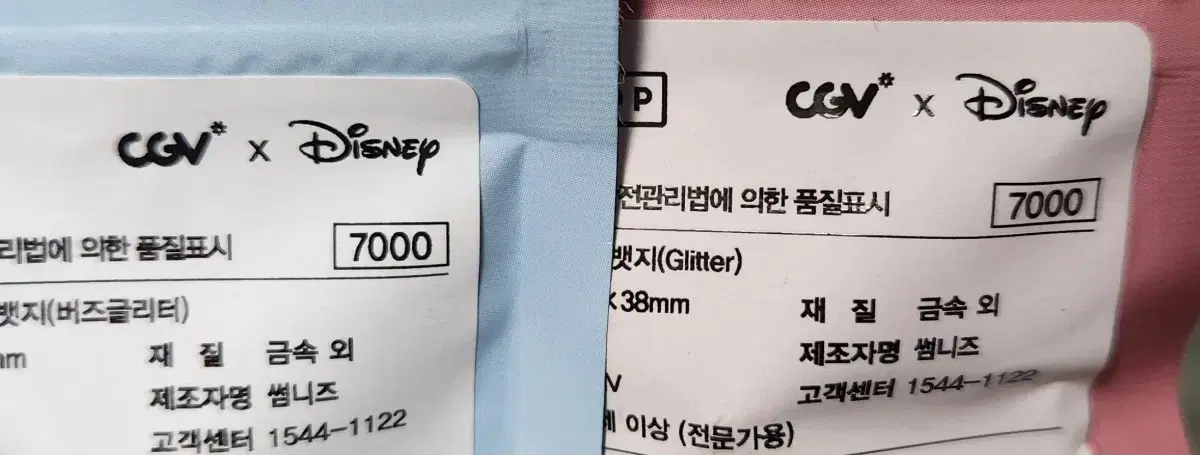 CGV* x Disney
리법에 의한 품질표시 7000
뱃지(버즈글리터)
mm 재 질 금속 외
제조자명 썸니즈
고객센터 1544-1122
P CGV* x Disney
전관리법에 의한 품질표시 7000
뱃지(Glitter)
×38mm 재 질 금속 외
제조자명 썸니즈
고객센터 1544-1122
세 이상 (전문가용)